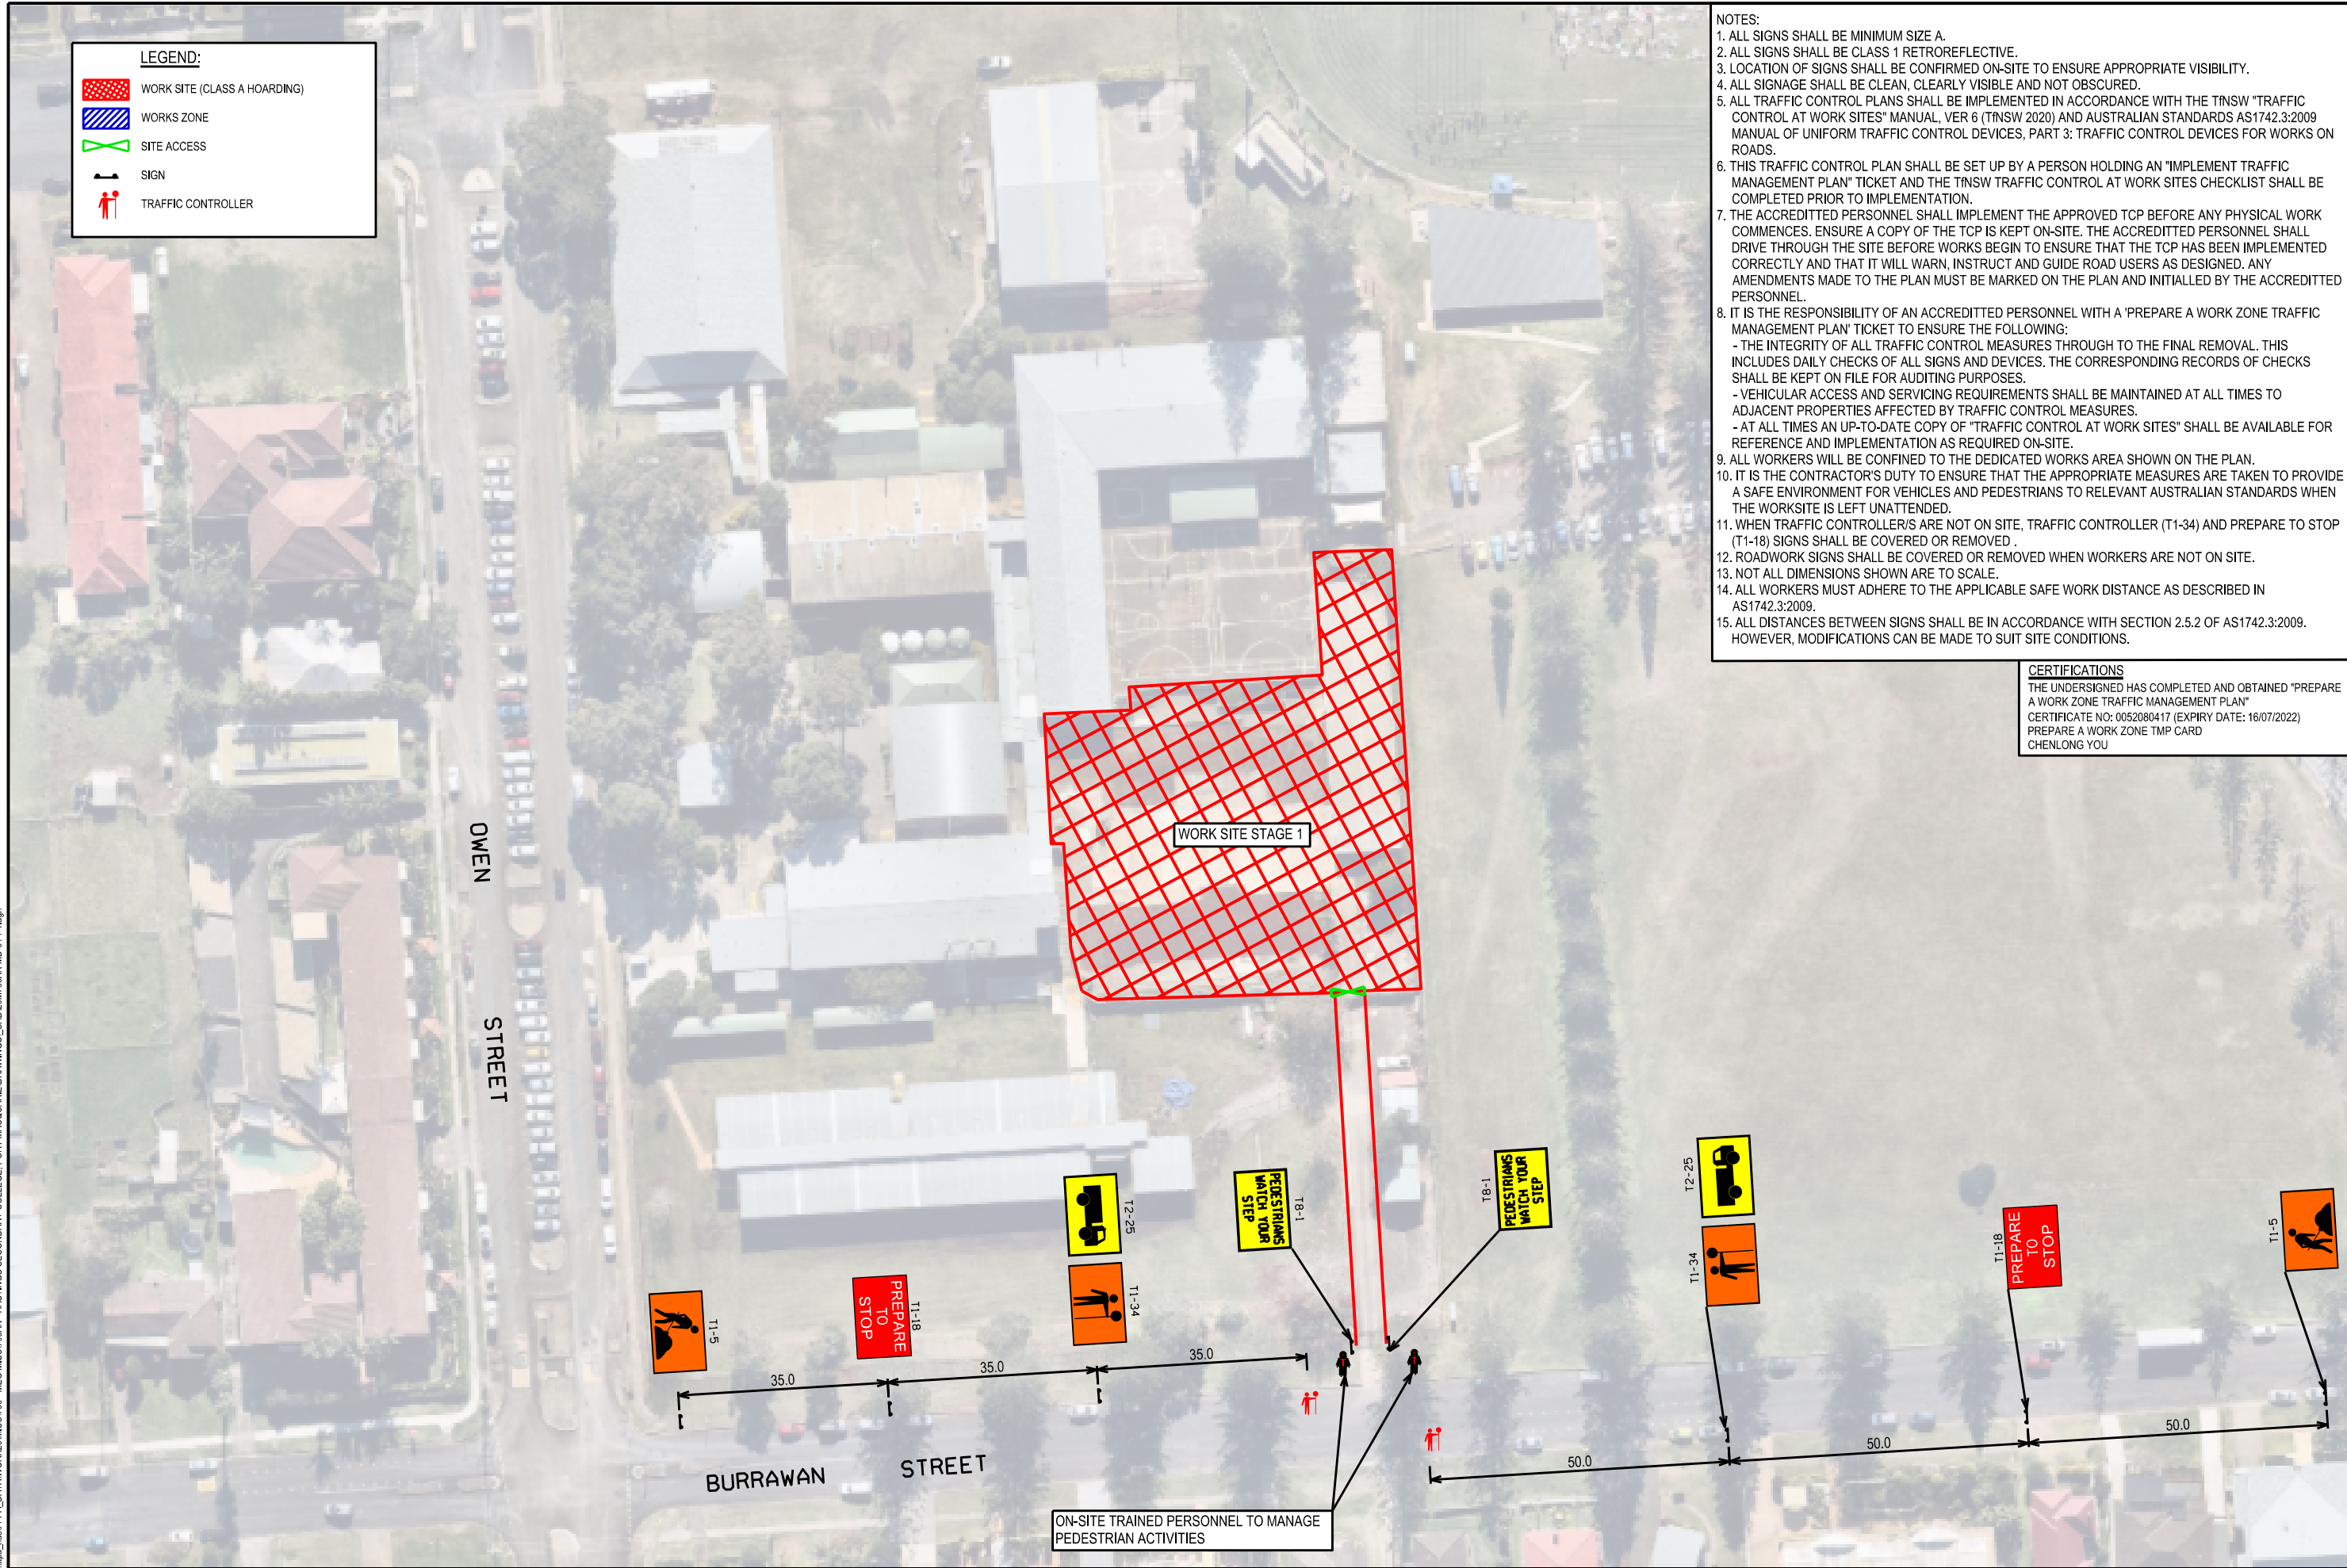 LEGEND:
WORK SITE (CLASS A HOARDING)
WORKS ZONE
SITE ACCESS
SIGN
TRAFFIC CONTROLLER
NOTES:
1. ALL SIGNS SHALL BE MINIMUM SIZE A.
2. ALL SIGNS SHALL BE CLASS 1 RETROREFLECTIVE.
3. LOCATION OF SIGNS SHALL BE CONFIRMED ON-SITE TO ENSURE APPROPRIATE VISIBILITY.
4. ALL SIGNAGE SHALL BE CLEAN, CLEARLY VISIBLE AND NOT OBSCURED.
5. ALL TRAFFIC CONTROL PLANS SHALL BE IMPLEMENTED IN ACCORDANCE WITH THE TfNSW "TRAFFIC
CONTROL AT WORK SITES" MANUAL, VER 6 (TfNSW 2020) AND AUSTRALIAN STANDARDS AS1742.3:2009
MANUAL OF UNIFORM TRAFFIC CONTROL DEVICES, PART 3: TRAFFIC CONTROL DEVICES FOR WORKS ON
ROADS.
6. THIS TRAFFIC CONTROL PLAN SHALL BE SET UP BY A PERSON HOLDING AN "IMPLEMENT TRAFFIC
MANAGEMENT PLAN" TICKET AND THE TfNSW TRAFFIC CONTROL AT WORK SITES CHECKLIST SHALL BE
COMPLETED PRIOR TO IMPLEMENTATION.
7. THE ACCREDITTED PERSONNEL SHALL IMPLEMENT THE APPROVED TCP BEFORE ANY PHYSICAL WORK
COMMENCES. ENSURE A COPY OF THE TCP IS KEPT ON-SITE. THE ACCREDITTED PERSONNEL SHALL
DRIVE THROUGH THE SITE BEFORE WORKS BEGIN TO ENSURE THAT THE TCP HAS BEEN IMPLEMENTED
CORRECTLY AND THAT IT WILL WARN, INSTRUCT AND GUIDE ROAD USERS AS DESIGNED. ANY
AMENDMENTS MADE TO THE PLAN MUST BE MARKED ON THE PLAN AND INITIALLED BY THE ACCREDITTED
PERSONNEL.
8. IT IS THE RESPONSIBILITY OF AN ACCREDITTED PERSONNEL WITH A 'PREPARE A WORK ZONE TRAFFIC
MANAGEMENT PLAN' TICKET TO ENSURE THE FOLLOWING:
- THE INTEGRITY OF ALL TRAFFIC CONTROL MEASURES THROUGH TO THE FINAL REMOVAL. THIS
INCLUDES DAILY CHECKS OF ALL SIGNS AND DEVICES. THE CORRESPONDING RECORDS OF CHECKS
SHALL BE KEPT ON FILE FOR AUDITING PURPOSES.
- VEHICULAR ACCESS AND SERVICING REQUIREMENTS SHALL BE MAINTAINED AT ALL TIMES TO
ADJACENT PROPERTIES AFFECTED BY TRAFFIC CONTROL MEASURES.
- AT ALL TIMES AN UP-TO-DATE COPY OF "TRAFFIC CONTROL AT WORK SITES" SHALL BE AVAILABLE FOR
REFERENCE AND IMPLEMENTATION AS REQUIRED ON-SITE.
9. ALL WORKERS WILL BE CONFINED TO THE DEDICATED WORKS AREA SHOWN ON THE PLAN.
10. IT IS THE CONTRACTOR'S DUTY TO ENSURE THAT THE APPROPRIATE MEASURES ARE TAKEN TO PROVIDE
A SAFE ENVIRONMENT FOR VEHICLES AND PEDESTRIANS TO RELEVANT AUSTRALIAN STANDARDS WHEN
THE WORKSITE IS LEFT UNATTENDED.
11. WHEN TRAFFIC CONTROLLER/S ARE NOT ON SITE, TRAFFIC CONTROLLER (T1-34) AND PREPARE TO STOP
(T1-18) SIGNS SHALL BE COVERED OR REMOVED .
12. ROADWORK SIGNS SHALL BE COVERED OR REMOVED WHEN WORKERS ARE NOT ON SITE.
13. NOT ALL DIMENSIONS SHOWN ARE TO SCALE.
14. ALL WORKERS MUST ADHERE TO THE APPLICABLE SAFE WORK DISTANCE AS DESCRIBED IN
AS1742.3:2009.
15. ALL DISTANCES BETWEEN SIGNS SHALL BE IN ACCORDANCE WITH SECTION 2.5.2 OF AS1742.3:2009.
HOWEVER, MODIFICATIONS CAN BE MADE TO SUIT SITE CONDITIONS.
CERTIFICATIONS
THE UNDERSIGNED HAS COMPLETED AND OBTAINED "PREPARE
A WORK ZONE TRAFFIC MANAGEMENT PLAN"
CERTIFICATE NO: 0052080417 (EXPIRY DATE: 16/07/2022)
PREPARE A WORK ZONE TMP CARD
CHENLONG YOU
WORK SITE STAGE 1
OWEN
STREET
T1-5
PREPARE
TO
STOP
T1-18
T2-25
T1-34
PEDESTRIANS
WATCH YOUR
STEP
T8-1
T8-1
PEDESTRIANS
WATCH YOUR
STEP
T2-25
T1-34
T1-18
PREPARE
TO
STOP
T1-5
35.0
35.0
35.0
50.0
50.0
50.0
BURRAWAN
STREET
ON-SITE TRAINED PERSONNEL TO MANAGE
PEDESTRIAN ACTIVITIES